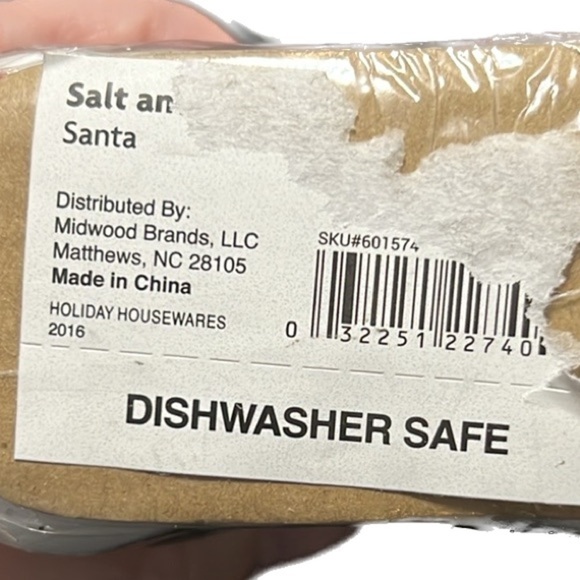 Salt an
Santa
Distributed By:
Midwood Brands, LLC
Matthews, NC 28105
Made in China
HOLIDAY HOUSEWARES
2016
SKU#601574
0 32251 22740
DISHWASHER SAFE